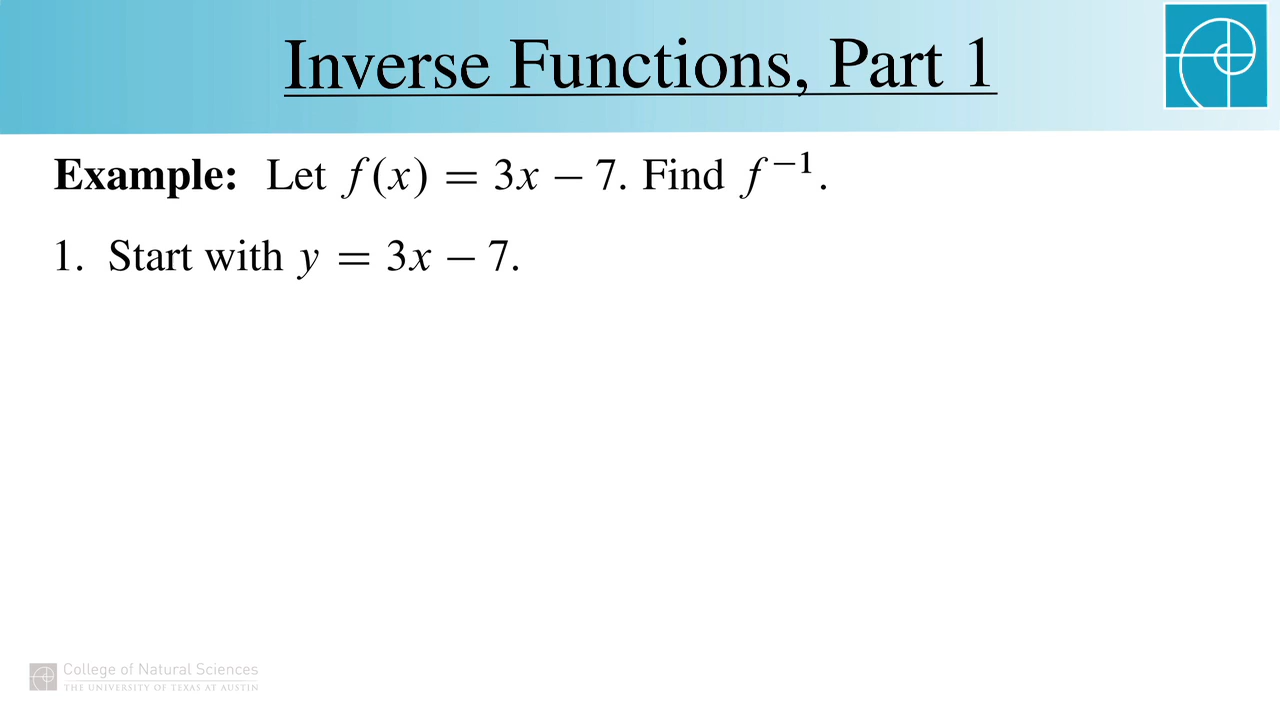 Inverse Functions, Part 1
Example: Let f(x) = 3x − 7. Find f⁻¹.
1. Start with y = 3x − 7.
College of Natural Sciences
THE UNIVERSITY OF TEXAS AT AUSTIN